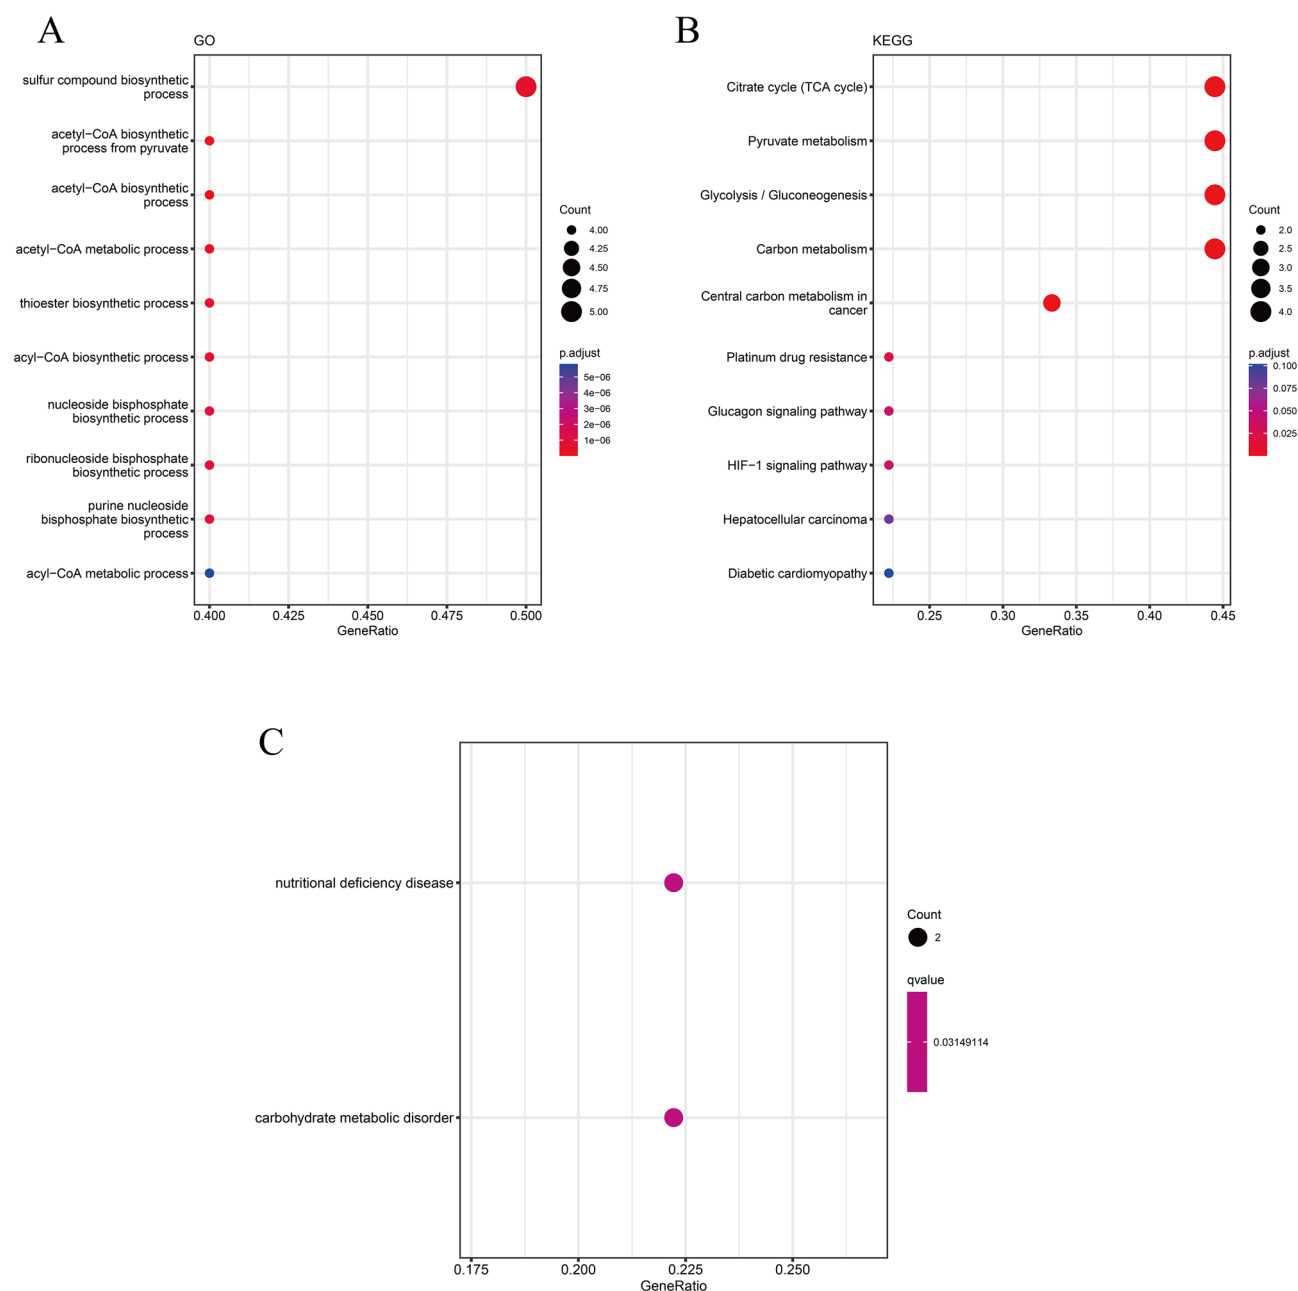 A
GO
sulfur compound biosynthetic
process
acetyl−CoA biosynthetic
process from pyruvate
acetyl−CoA biosynthetic
process
acetyl−CoA metabolic process
thioester biosynthetic process
acyl−CoA biosynthetic process
nucleoside bisphosphate
biosynthetic process
ribonucleoside bisphosphate
biosynthetic process
purine nucleoside
bisphosphate biosynthetic
process
acyl−CoA metabolic process
0.400 0.425 0.450 0.475 0.500
GeneRatio
Count
4.00
4.25
4.50
4.75
5.00
p.adjust
5e−06
4e−06
3e−06
2e−06
1e−06
B
KEGG
Citrate cycle (TCA cycle)
Pyruvate metabolism
Glycolysis / Gluconeogenesis
Carbon metabolism
Central carbon metabolism in
cancer
Platinum drug resistance
Glucagon signaling pathway
HIF−1 signaling pathway
Hepatocellular carcinoma
Diabetic cardiomyopathy
0.25 0.30 0.35 0.40 0.45
GeneRatio
Count
2.0
2.5
3.0
3.5
4.0
p.adjust
0.100
0.075
0.050
0.025
C
nutritional deficiency disease
carbohydrate metabolic disorder
0.175 0.200 0.225 0.250
GeneRatio
Count
2
qvalue
0.03149114